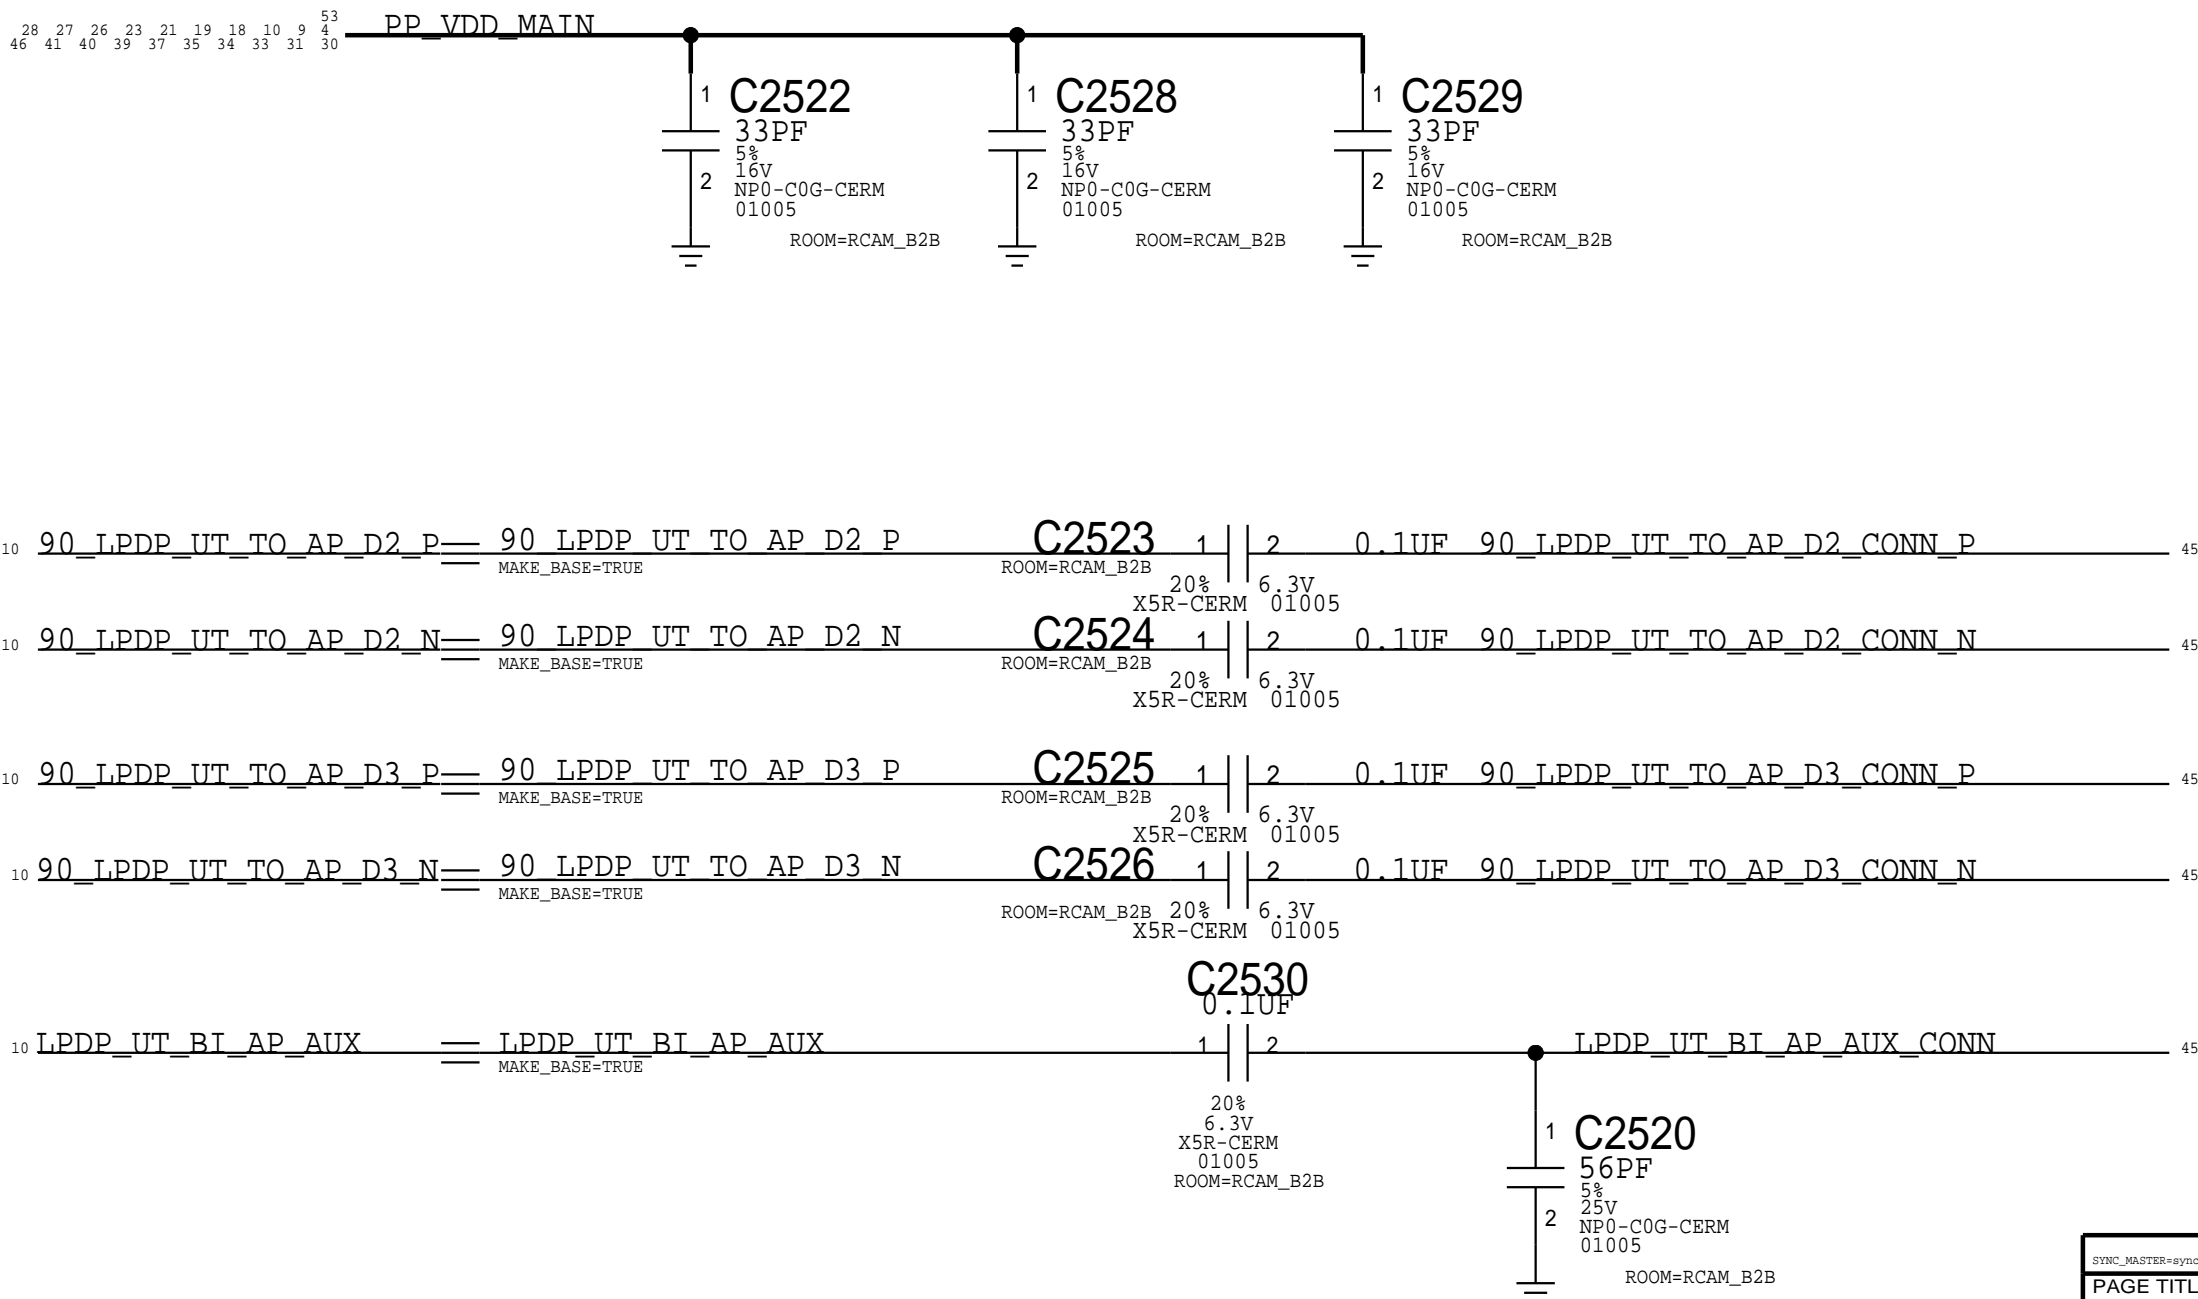 53
28 27 26 23 21 19 18 10 9 4
46 41 40 39 37 35 34 33 31 30
PP_VDD_MAIN
1 C2522
33PF
5%
16V
2 NP0-C0G-CERM
01005
ROOM=RCAM_B2B
1 C2528
33PF
5%
16V
2 NP0-C0G-CERM
01005
ROOM=RCAM_B2B
1 C2529
33PF
5%
16V
2 NP0-C0G-CERM
01005
ROOM=RCAM_B2B
10 90_LPDP_UT_TO_AP_D2_P 90_LPDP_UT_TO_AP_D2_P C2523 1 2 0.1UF 90_LPDP_UT_TO_AP_D2_CONN_P 45
MAKE_BASE=TRUE ROOM=RCAM_B2B
20% 6.3V
X5R-CERM 01005
10 90_LPDP_UT_TO_AP_D2_N 90_LPDP_UT_TO_AP_D2_N C2524 1 2 0.1UF 90_LPDP_UT_TO_AP_D2_CONN_N 45
MAKE_BASE=TRUE ROOM=RCAM_B2B
20% 6.3V
X5R-CERM 01005
10 90_LPDP_UT_TO_AP_D3_P 90_LPDP_UT_TO_AP_D3_P C2525 1 2 0.1UF 90_LPDP_UT_TO_AP_D3_CONN_P 45
MAKE_BASE=TRUE ROOM=RCAM_B2B
20% 6.3V
X5R-CERM 01005
10 90_LPDP_UT_TO_AP_D3_N 90_LPDP_UT_TO_AP_D3_N C2526 1 2 0.1UF 90_LPDP_UT_TO_AP_D3_CONN_N 45
MAKE_BASE=TRUE
ROOM=RCAM_B2B 20% 6.3V
X5R-CERM 01005
C2530
0.1UF
10 LPDP_UT_BI_AP_AUX LPDP_UT_BI_AP_AUX 1 2 LPDP_UT_BI_AP_AUX_CONN 45
MAKE_BASE=TRUE
20%
6.3V
X5R-CERM
01005
ROOM=RCAM_B2B
1 C2520
56PF
5%
25V
2 NP0-C0G-CERM
01005
ROOM=RCAM_B2B
SYNC_MASTER=sync
PAGE TITL